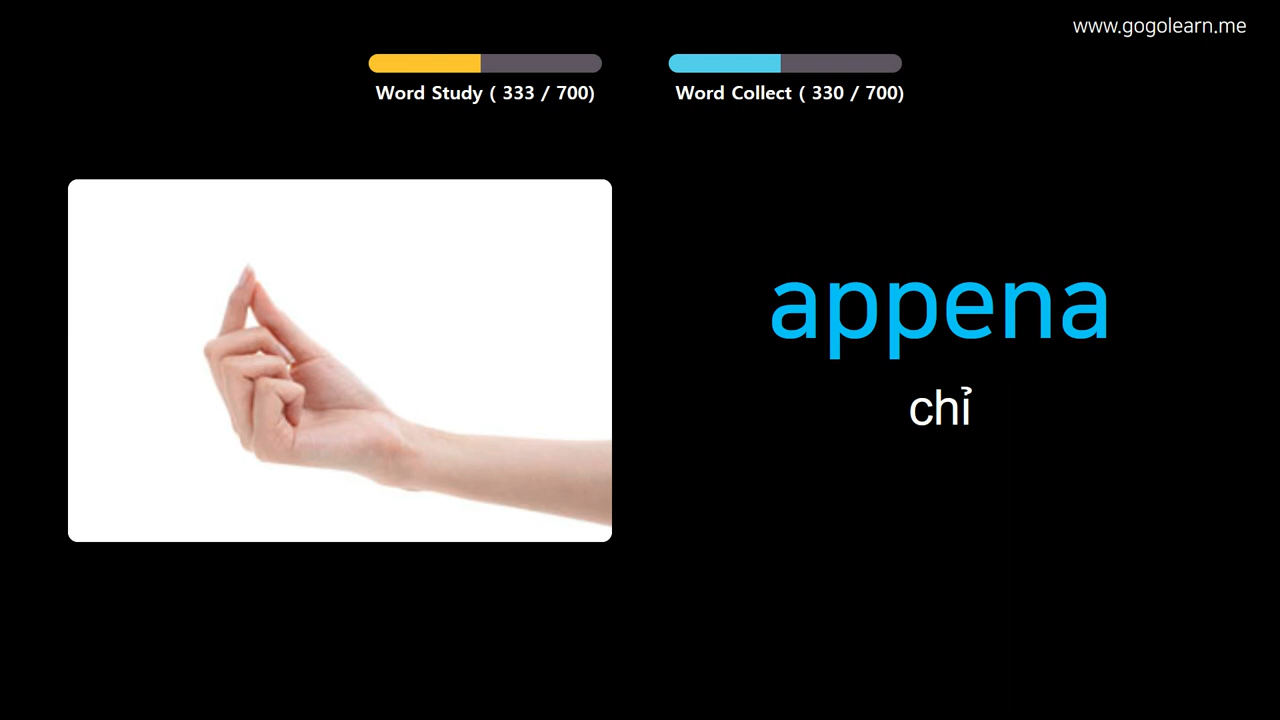 www.gogolearn.me
Word Study ( 333 / 700)
Word Collect ( 330 / 700)
appena
chỉ